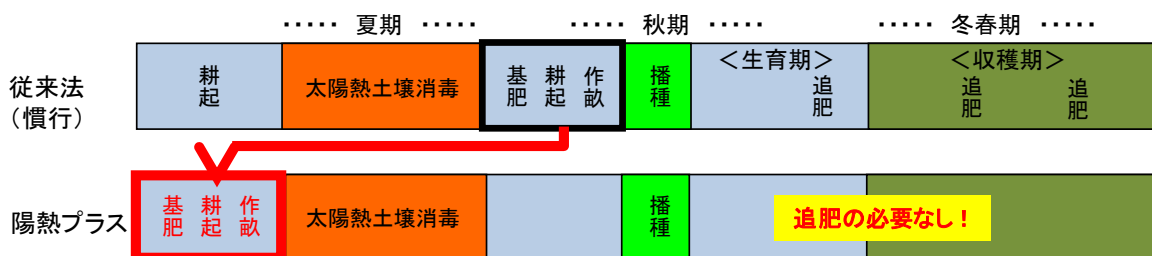 ‥‥‥ 夏期 ‥‥‥
‥‥‥ 秋期 ‥‥‥
‥‥‥ 冬春期 ‥‥‥
従来法
（慣行）
耕起
太陽熱土壌消毒
基肥 耕起 作畝
播種
＜生育期＞
追肥
＜収穫期＞
追肥 追肥
陽熱プラス
基肥 耕起 作畝
太陽熱土壌消毒
播種
追肥の必要なし！